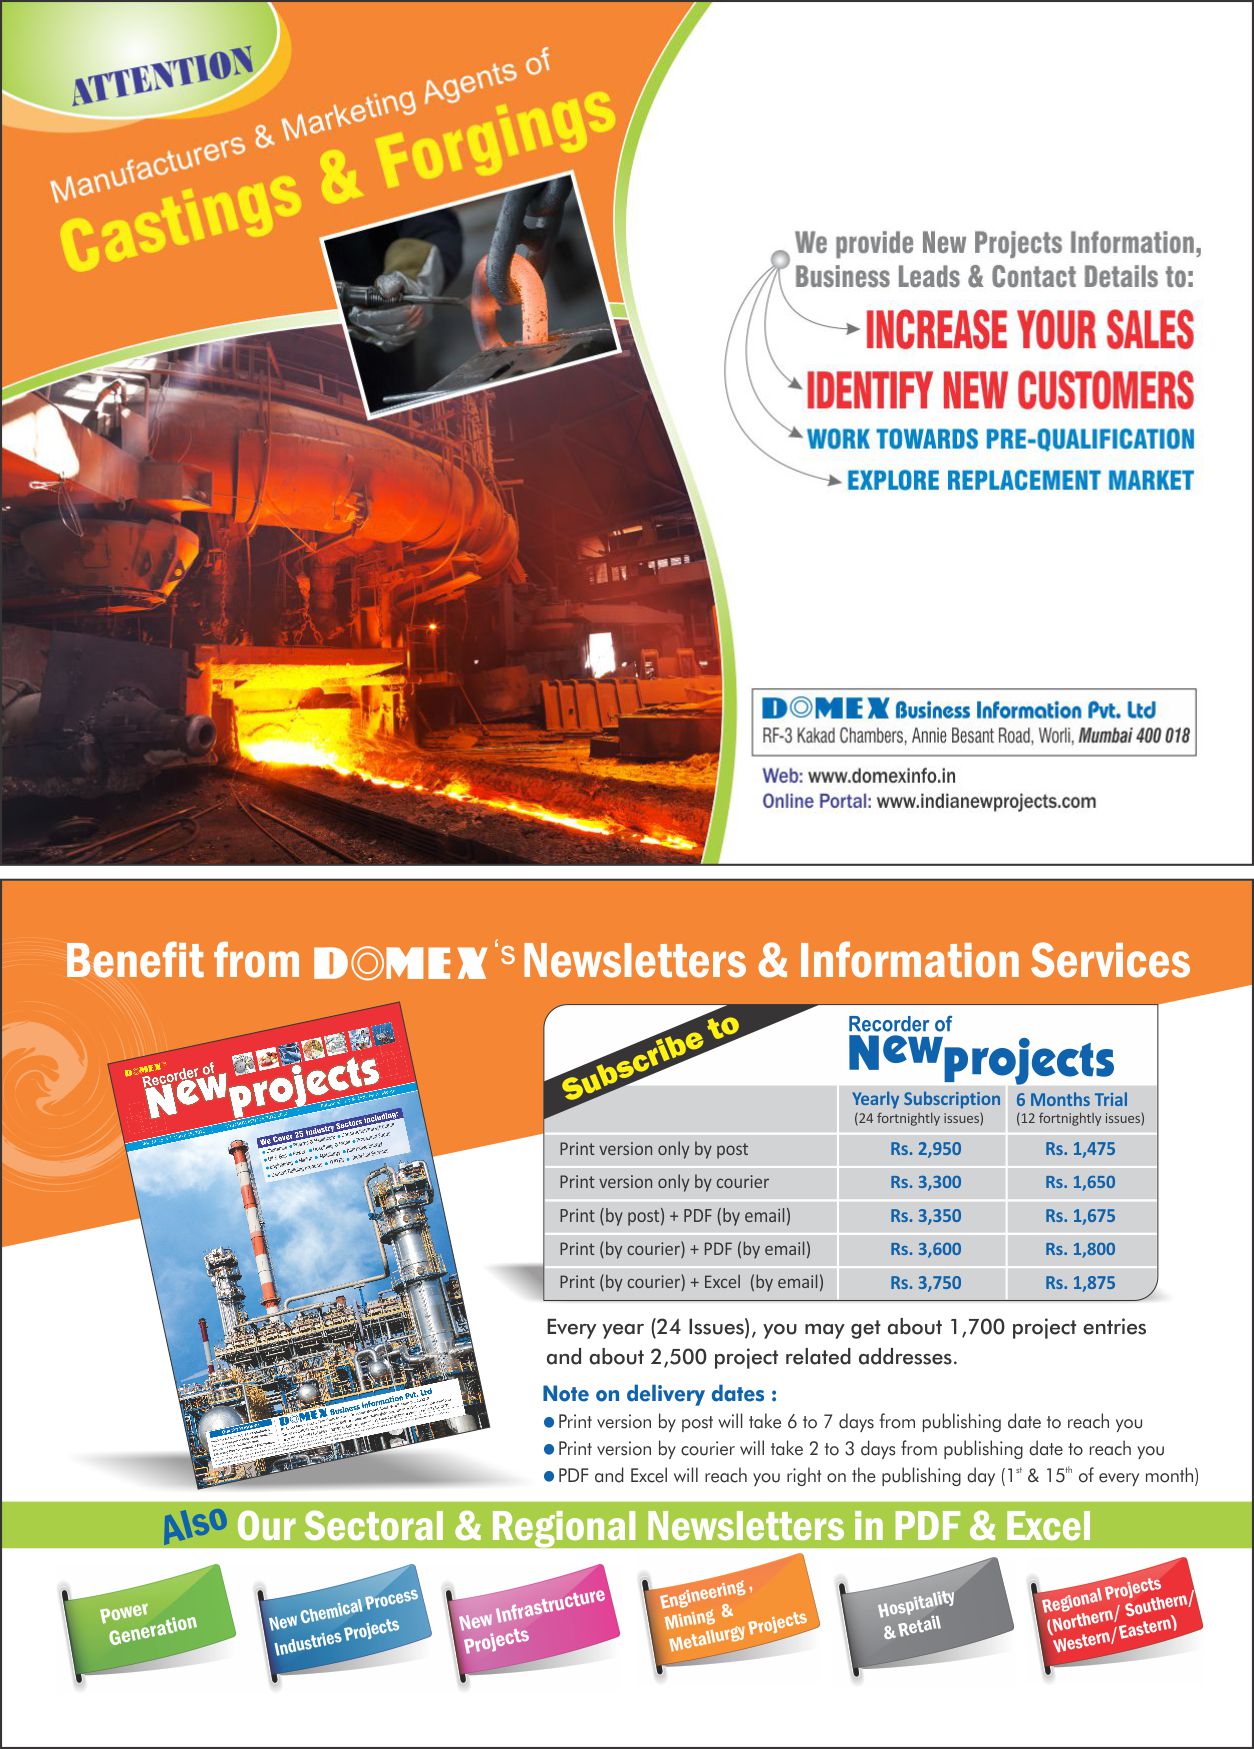 ATTENTION
Manufacturers & Marketing Agents of
Castings & Forgings
We provide New Projects Information,
Business Leads & Contact Details to:
INCREASE YOUR SALES
IDENTIFY NEW CUSTOMERS
WORK TOWARDS PRE-QUALIFICATION
EXPLORE REPLACEMENT MARKET
DOMEX Business Information Pvt. Ltd
RF-3 Kakad Chambers, Annie Besant Road, Worli, Mumbai 400 018
Web: www.domexinfo.in
Online Portal: www.indianewprojects.com
Benefit from DOMEX 's Newsletters & Information Services
DOMEX
Recorder of
Newprojects
We Cover 25 Industry Sectors including:
DOMEX Business Information Pvt. Ltd
Subscribe to
Recorder of
Newprojects
Yearly Subscription 6 Months Trial
(24 fortnightly issues) (12 fortnightly issues)
Print version only by post Rs. 2,950 Rs. 1,475
Print version only by courier Rs. 3,300 Rs. 1,650
Print (by post) + PDF (by email) Rs. 3,350 Rs. 1,675
Print (by courier) + PDF (by email) Rs. 3,600 Rs. 1,800
Print (by courier) + Excel (by email) Rs. 3,750 Rs. 1,875
Every year (24 Issues), you may get about 1,700 project entries
and about 2,500 project related addresses.
Note on delivery dates :
● Print version by post will take 6 to 7 days from publishing date to reach you
● Print version by courier will take 2 to 3 days from publishing date to reach you
● PDF and Excel will reach you right on the publishing day (1st & 15th of every month)
Also Our Sectoral & Regional Newsletters in PDF & Excel
Power
Generation
New Chemical Process
Industries Projects
New Infrastructure
Projects
Engineering ,
Mining &
Metallurgy Projects
Hospitality
& Retail
Regional Projects
(Northern/ Southern/
Western/Eastern)